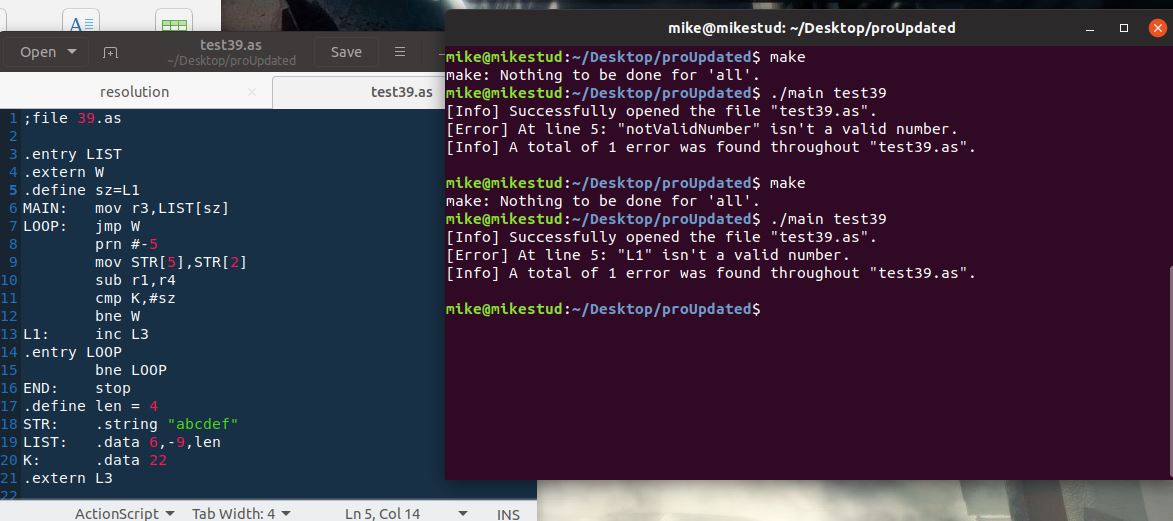 Open
test39.as
~/Desktop/proUpdated
Save
resolution
test39.as
1 ;file 39.as
2
3 .entry LIST
4 .extern W
5 .define sz=L1
6 MAIN: mov r3,LIST[sz]
7 LOOP: jmp W
8 prn #-5
9 mov STR[5],STR[2]
10 sub r1,r4
11 cmp K,#sz
12 bne W
13 L1: inc L3
14 .entry LOOP
15 bne LOOP
16 END: stop
17 .define len = 4
18 STR: .string "abcdef"
19 LIST: .data 6,-9,len
20 K: .data 22
21 .extern L3
22
ActionScript Tab Width: 4 Ln 5, Col 14 INS
mike@mikestud: ~/Desktop/proUpdated
mike@mikestud:~/Desktop/proUpdated$ make
make: Nothing to be done for 'all'.
mike@mikestud:~/Desktop/proUpdated$ ./main test39
[Info] Successfully opened the file "test39.as".
[Error] At line 5: "notValidNumber" isn't a valid number.
[Info] A total of 1 error was found throughout "test39.as".
mike@mikestud:~/Desktop/proUpdated$ make
make: Nothing to be done for 'all'.
mike@mikestud:~/Desktop/proUpdated$ ./main test39
[Info] Successfully opened the file "test39.as".
[Error] At line 5: "L1" isn't a valid number.
[Info] A total of 1 error was found throughout "test39.as".
mike@mikestud:~/Desktop/proUpdated$